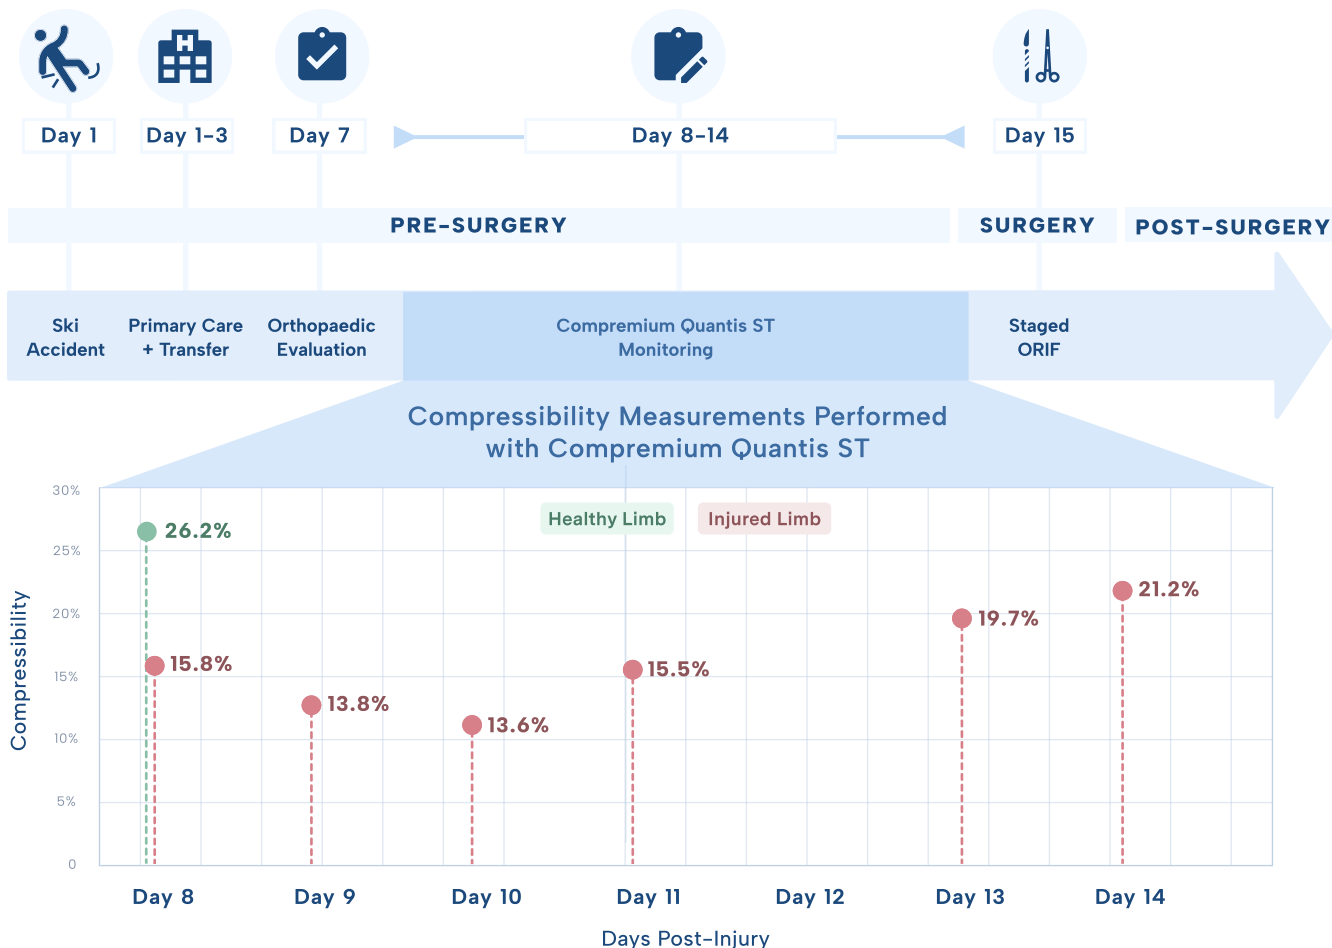 H
Day 1
Day 1-3
Day 7
Day 8-14
Day 15
PRE-SURGERY
SURGERY
POST-SURGERY
Ski
Accident
Primary Care
+ Transfer
Orthopaedic
Evaluation
Compremium Quantis ST
Monitoring
Staged
ORIF
Compressibility Measurements Performed
with Compremium Quantis ST
Healthy Limb
Injured Limb
Compressibility
30%
25%
20%
15%
10%
5%
0
26.2%
15.8%
13.8%
13.6%
15.5%
19.7%
21.2%
Day 8
Day 9
Day 10
Day 11
Day 12
Day 13
Day 14
Days Post-Injury